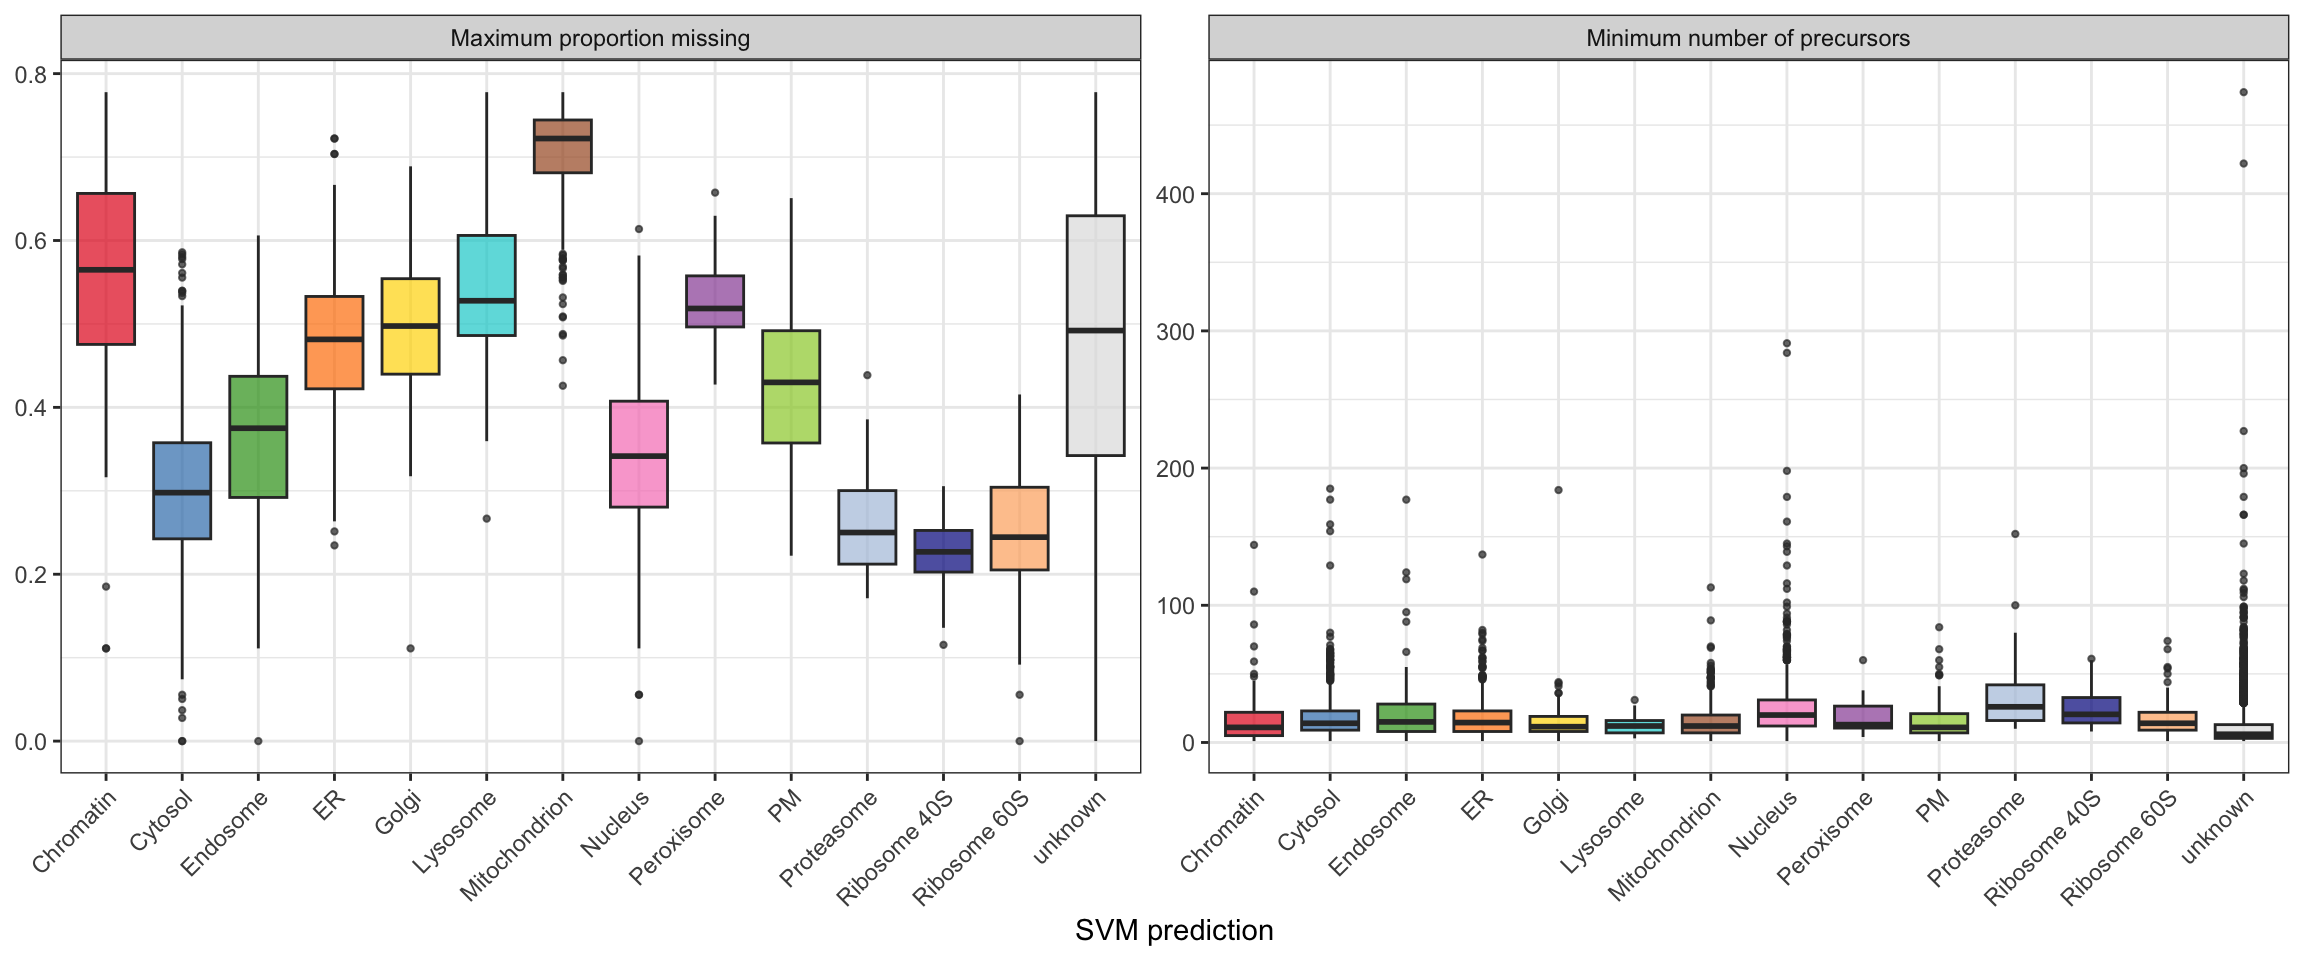 Maximum proportion missing
Minimum number of precursors
0.8
0.6
0.4
0.2
0.0
400
300
200
100
0
Chromatin
Cytosol
Endosome
ER
Golgi
Lysosome
Mitochondrion
Nucleus
Peroxisome
PM
Proteasome
Ribosome 40S
Ribosome 60S
unknown
Chromatin
Cytosol
Endosome
ER
Golgi
Lysosome
Mitochondrion
Nucleus
Peroxisome
PM
Proteasome
Ribosome 40S
Ribosome 60S
unknown
SVM prediction